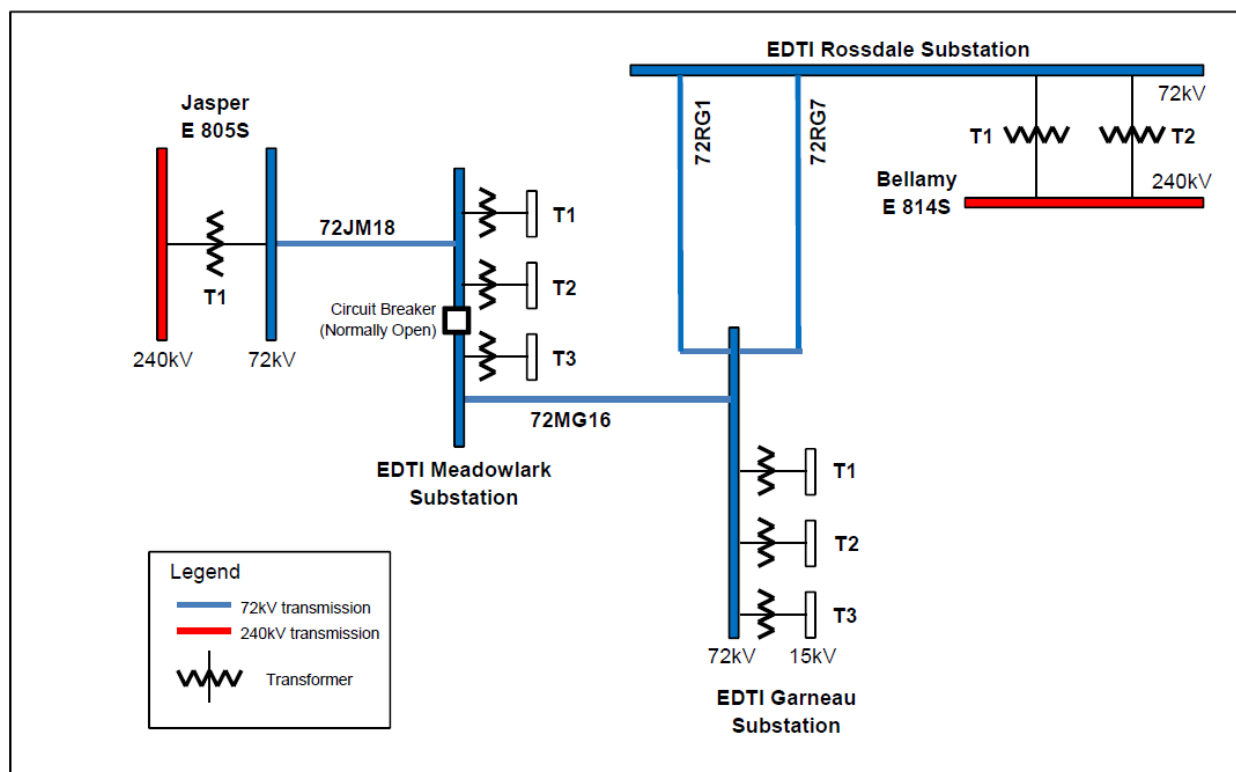 EDTI Rossdale Substation
72kV
72RG1
72RG7
T1
T2
Bellamy
E 814S
240kV
Jasper
E 805S
T1
240kV
72kV
72JM18
T1
T2
Circuit Breaker
(Normally Open)
T3
72MG16
EDTI Meadowlark
Substation
T1
T2
T3
72kV
15kV
EDTI Garneau
Substation
Legend
72kV transmission
240kV transmission
Transformer